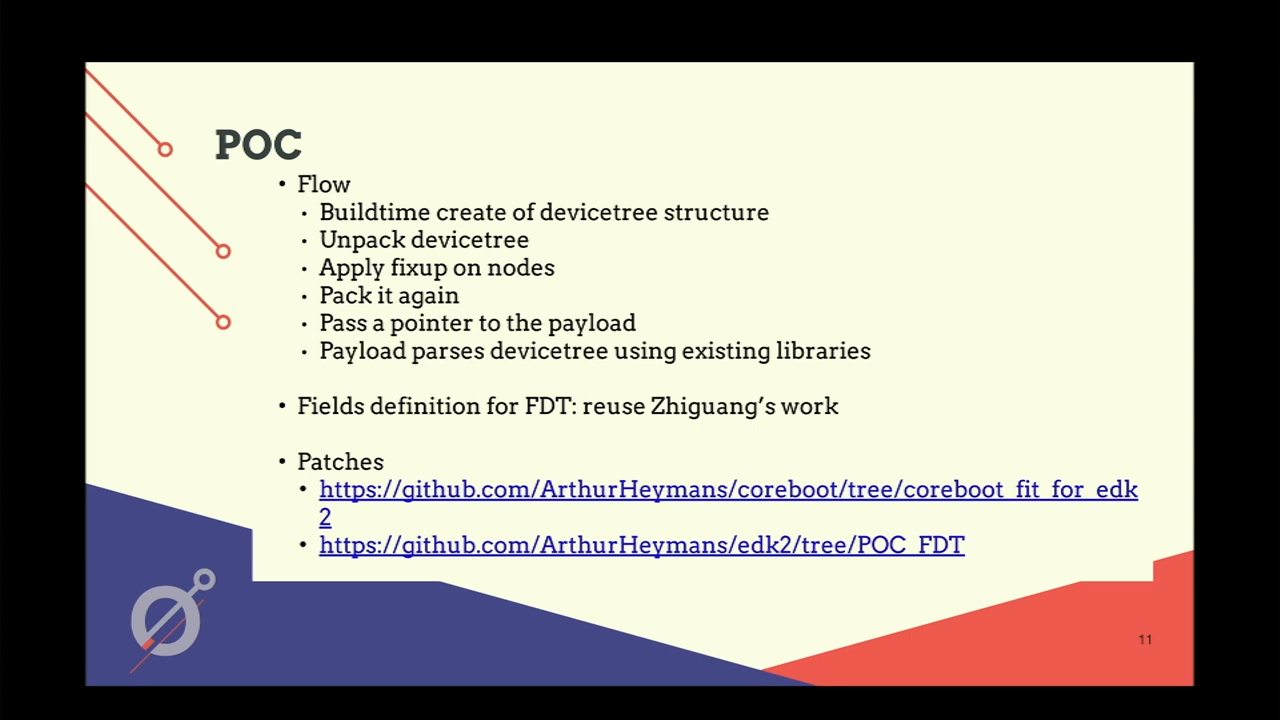 POC
• Flow
• Buildtime create of devicetree structure
• Unpack devicetree
• Apply fixup on nodes
• Pack it again
• Pass a pointer to the payload
• Payload parses devicetree using existing libraries
• Fields definition for FDT: reuse Zhiguang’s work
• Patches
• https://github.com/ArthurHeymans/coreboot/tree/coreboot_fit_for_edk
2
• https://github.com/ArthurHeymans/edk2/tree/POC_FDT
11